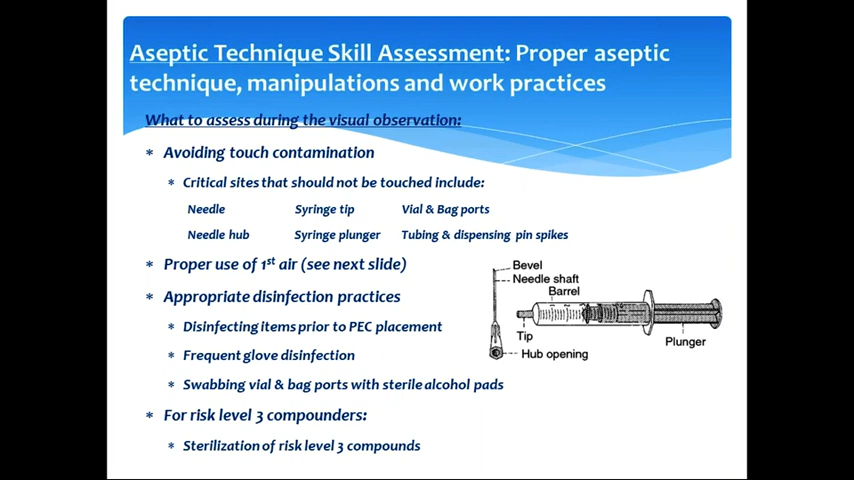 Aseptic Technique Skill Assessment: Proper aseptic
technique, manipulations and work practices
What to assess during the visual observation:
* Avoiding touch contamination
* Critical sites that should not be touched include:
Needle Syringe tip Vial & Bag ports
Needle hub Syringe plunger Tubing & dispensing pin spikes
* Proper use of 1st air (see next slide)
* Appropriate disinfection practices
* Disinfecting items prior to PEC placement
* Frequent glove disinfection
* Swabbing vial & bag ports with sterile alcohol pads
* For risk level 3 compounders:
* Sterilization of risk level 3 compounds
Bevel
Needle shaft
Barrel
Tip
Plunger
Hub opening